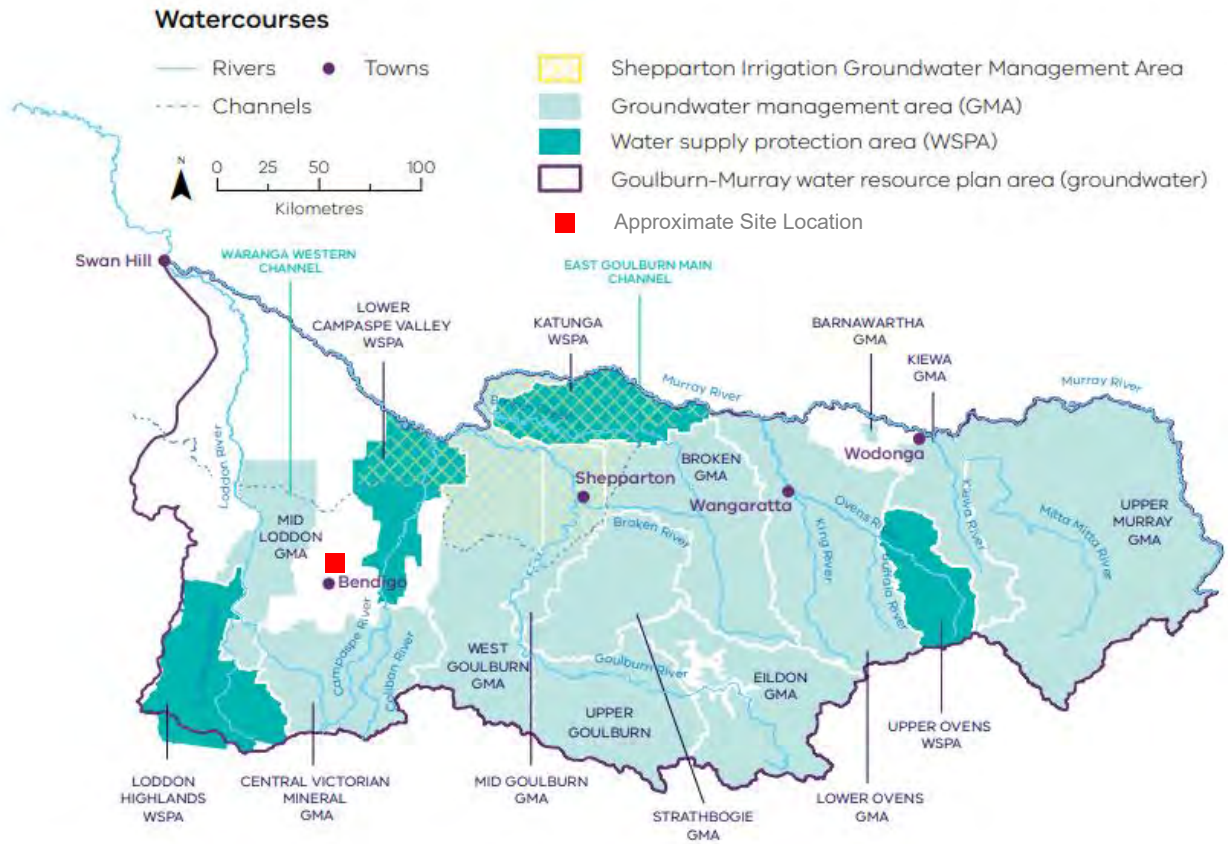 Watercourses
Rivers
Towns
Channels
Shepparton Irrigation Groundwater Management Area
Groundwater management area (GMA)
Water supply protection area (WSPA)
Goulburn-Murray water resource plan area (groundwater)
Approximate Site Location
N
0 25 50 100
Kilometres
Swan Hill
WARANGA WESTERN
CHANNEL
EAST GOULBURN MAIN
CHANNEL
LOWER
CAMPASPE VALLEY
WSPA
KATUNGA
WSPA
BARNAWARTHA
GMA
KIEWA
GMA
Murray River
Murray River
Loddon River
Wodonga
BROKEN
GMA
Shepparton
Wangaratta
MID
LODDON
GMA
Broken River
King River
Kiewa River
Mitta Mitta River
UPPER
MURRAY GMA
Bendigo
Campaspe River
Coliban River
WEST
GOULBURN
GMA
Goulburn River
EILDON
GMA
UPPER
GOULBURN
UPPER OVENS
WSPA
LODDON
HIGHLANDS
WSPA
CENTRAL VICTORIAN
MINERAL
GMA
MID GOULBURN
GMA
STRATHBOGIE
GMA
LOWER OVENS
GMA